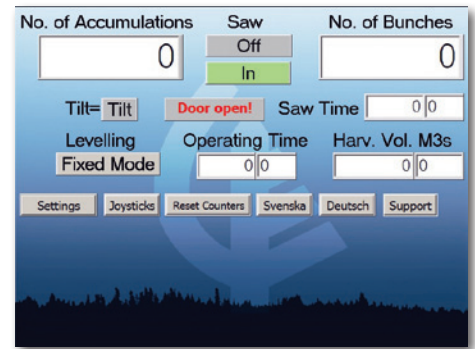 No. of Accumulations Saw No. of Bunches
0 Off 0
In
Tilt= Tilt Door open! Saw Time 0 0
Levelling Operating Time Harv. Vol. M3s
Fixed Mode 0 0 0 0
Settings Joysticks Reset Counters Svenska Deutsch Support